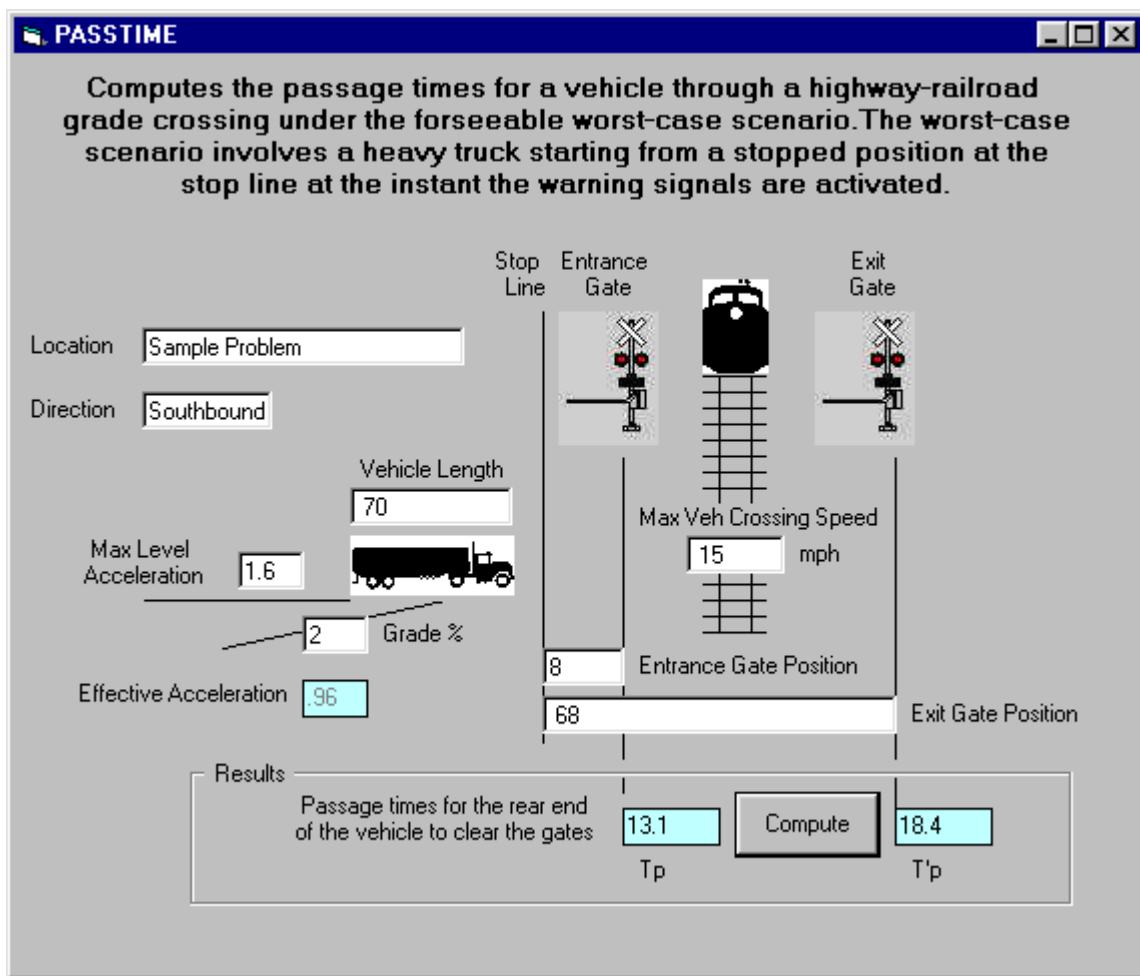 PASSTIME
Computes the passage times for a vehicle through a highway-railroad
grade crossing under the forseeable worst-case scenario.The worst-case
scenario involves a heavy truck starting from a stopped position at the
stop line at the instant the warning signals are activated.
Stop Line
Entrance Gate
Exit Gate
Location Sample Problem
Direction Southbound
Vehicle Length
70
Max Veh Crossing Speed
15 mph
Max Level
Acceleration 1.6
2 Grade %
8 Entrance Gate Position
Effective Acceleration .96
68 Exit Gate Position
Results
Passage times for the rear end
of the vehicle to clear the gates
13.1 Compute 18.4
Tp T'p